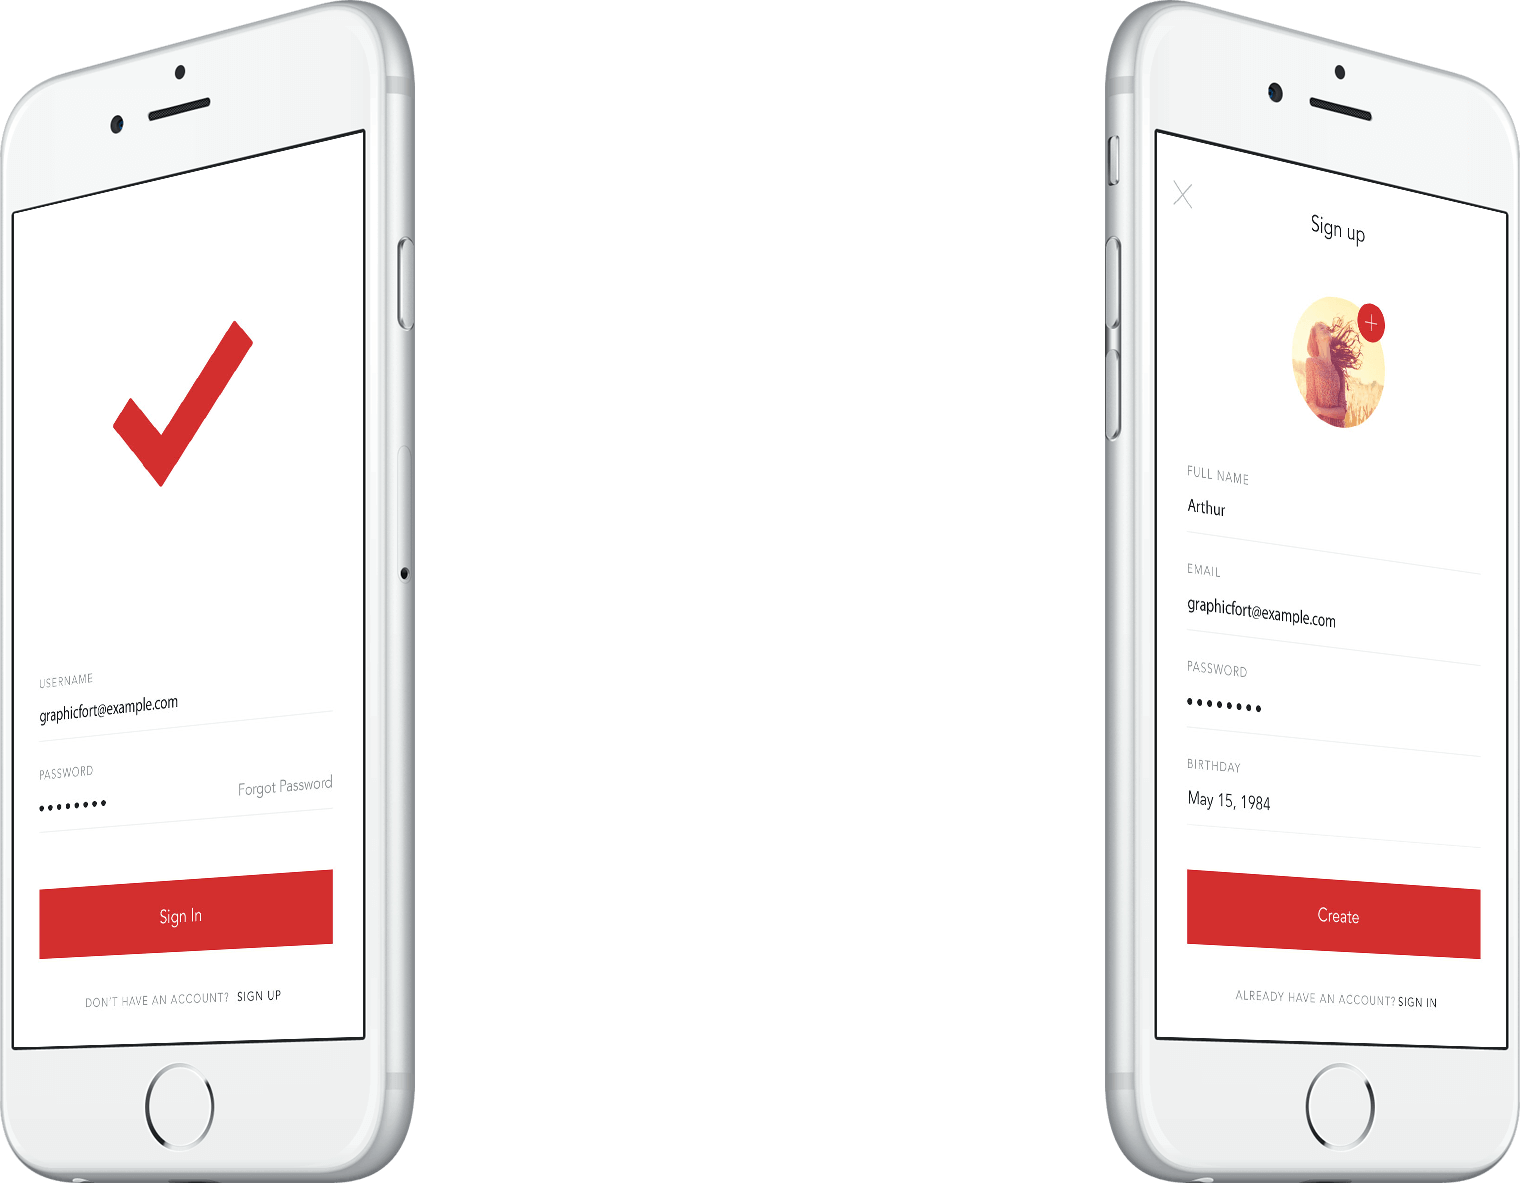 USERNAME
graphicfort@example.com
PASSWORD
••••••••
Forgot Password
Sign In
DON'T HAVE AN ACCOUNT? SIGN UP
Sign up
FULL NAME
Arthur
EMAIL
graphicfort@example.com
PASSWORD
••••••••
BIRTHDAY
May 15, 1984
Create
ALREADY HAVE AN ACCOUNT? SIGN IN